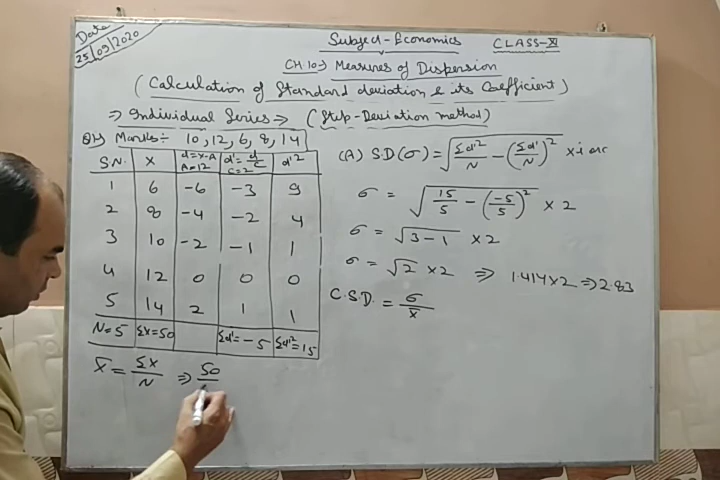 Date
25/09/2020
Subject - Economics CLASS-XI
CH.10 ⇒ Measures of Dispersion
(Calculation of Standard deviation & its Coefficient)
⇒ Individual Series ⇒ (Step-Deviation method)
Marks ÷ 10, 12, 6, 8, 14
S.N. X d=x-A A=12 d'=d/C C=2 d'²
1 6 -6 -3 9
2 8 -4 -2 4
3 10 -2 -1 1
4 12 0 0 0
5 14 2 1 1
N=5 ΣX=50 Σd'=-5 Σd'²=15
X̄ = ΣX/N ⇒ 50
(A) S.D(σ) = √(Σd'²/N - (Σd'/N)²) × i or c
σ = √(15/5 - (-5/5)²) × 2
σ = √(3-1) × 2
σ = √2 × 2 ⇒ 1.414×2 ⇒ 2.83
C.S.D. = σ/X̄